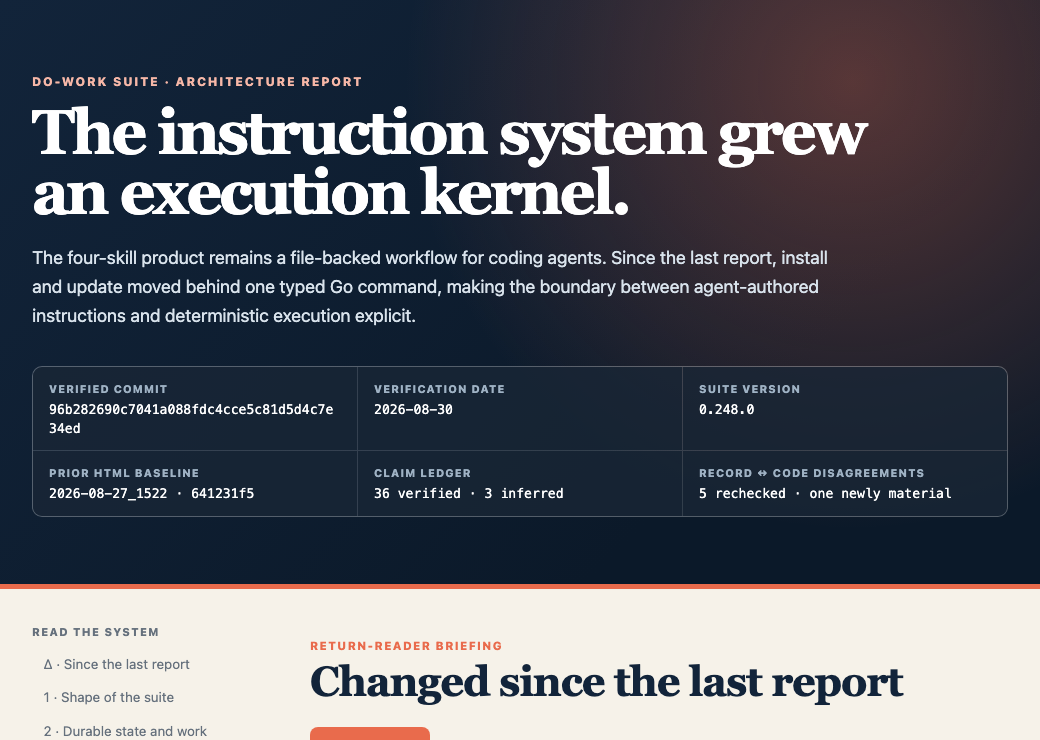 DO-WORK SUITE · ARCHITECTURE REPORT
The instruction system grew
an execution kernel.
The four-skill product remains a file-backed workflow for coding agents. Since the last report, install
and update moved behind one typed Go command, making the boundary between agent-authored
instructions and deterministic execution explicit.
VERIFIED COMMIT
96b282690c7041a088fdc4cce5c81d5d4c7e
34ed
VERIFICATION DATE
2026-08-30
SUITE VERSION
0.248.0
PRIOR HTML BASELINE
2026-08-27_1522 · 641231f5
CLAIM LEDGER
36 verified · 3 inferred
RECORD ↔ CODE DISAGREEMENTS
5 rechecked · one newly material
READ THE SYSTEM
Δ · Since the last report
1 · Shape of the suite
2 · Durable state and work
RETURN-READER BRIEFING
Changed since the last report